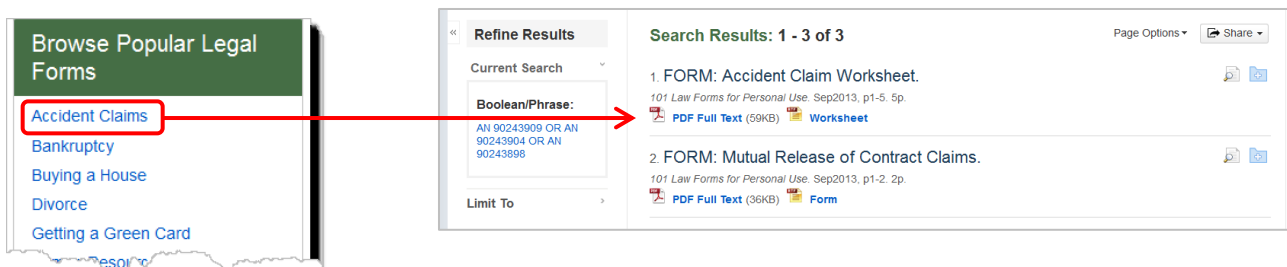 Browse Popular Legal
Forms
Accident Claims
Bankruptcy
Buying a House
Divorce
Getting a Green Card
«
Refine Results
Current Search
Boolean/Phrase:
AN 90243909 OR AN
90243904 OR AN
90243898
Limit To
Search Results: 1 - 3 of 3
Page Options
Share
1. FORM: Accident Claim Worksheet.
101 Law Forms for Personal Use. Sep2013, p1-5. 5p.
PDF Full Text (59KB) Worksheet
2. FORM: Mutual Release of Contract Claims.
101 Law Forms for Personal Use. Sep2013, p1-2. 2p.
PDF Full Text (36KB) Form